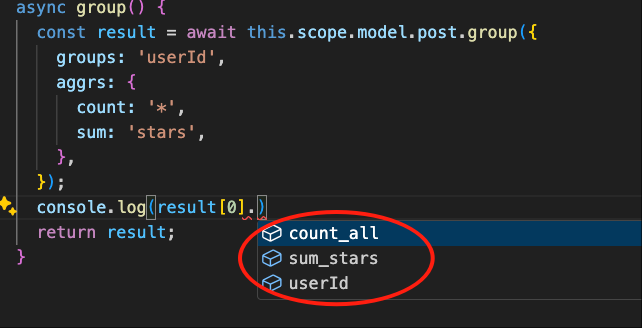 async group() {
const result = await this.scope.model.post.group({
groups: 'userId',
aggrs: {
count: '*',
sum: 'stars',
},
});
console.log(result[0].)
count_all
return result;
sum_stars
}
userId